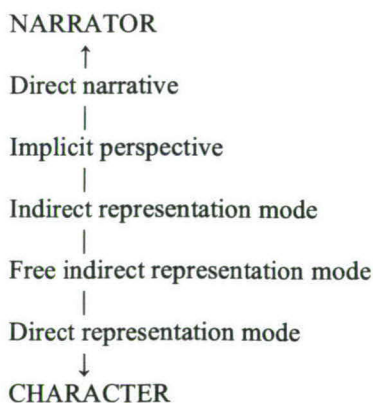 NARRATOR
↑
Direct narrative
|
Implicit perspective
|
Indirect representation mode
|
Free indirect representation mode
|
Direct representation mode
↓
CHARACTER